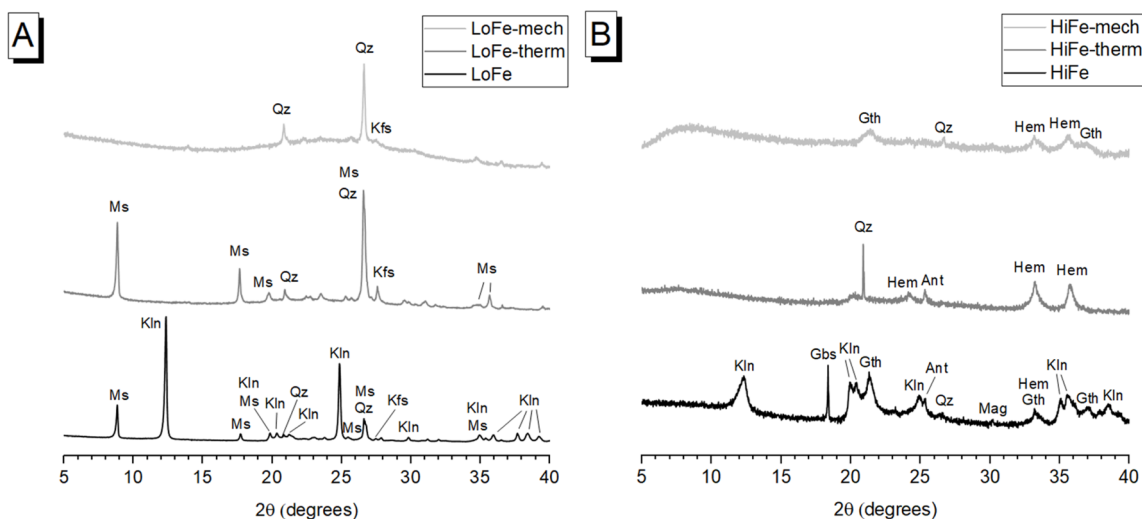 A
LoFe-mech
LoFe-therm
LoFe
Qz
Qz
Kfs
Ms
Ms
Qz
Ms
Ms
Qz
Kfs
Ms
Kln
Kln
Ms
Kln
Ms
Kln
Qz
Kln
Ms
Ms
Qz
Ms
Kfs
Kln
Kln
Ms
Kln
5 10 15 20 25 30 35 40
2θ (degrees)
B
HiFe-mech
HiFe-therm
HiFe
Gth
Qz
Hem
Hem
Gth
Qz
Hem
Ant
Hem
Hem
Kln
Gbs
Kln
Gth
Kln
Ant
Qz
Mag
Hem
Gth
Kln
Gth
Kln
5 10 15 20 25 30 35 40
2θ (degrees)